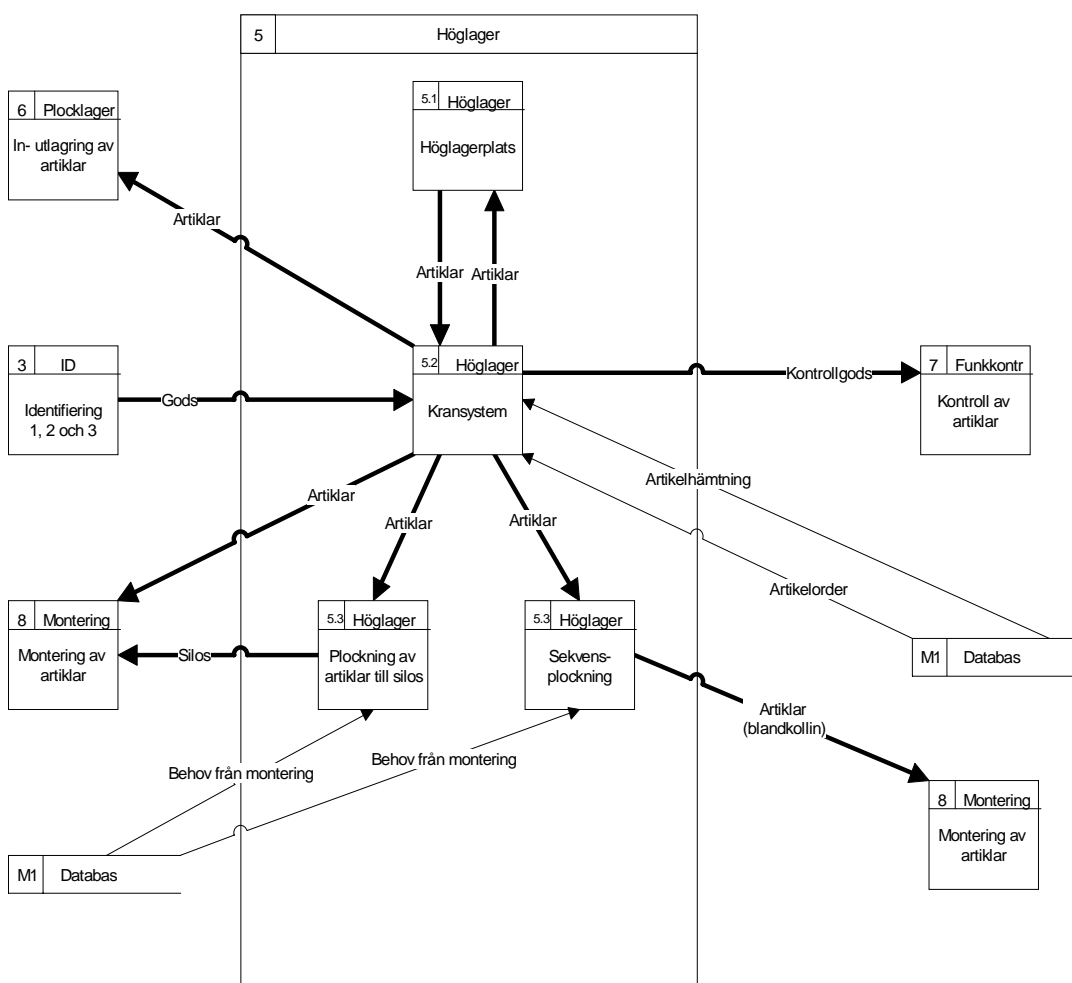 5 Höglager
6 Plocklager
In- utlagring av
artiklar
5.1 Höglager
Höglagerplats
Artiklar
Artiklar
Artiklar
3 ID
Identifiering
1, 2 och 3
Gods
5.2 Höglager
Kransystem
Kontrollgods
7 Funkkontr
Kontroll av
artiklar
Artikelhämtning
Artiklar
Artiklar
Artiklar
Artikelorder
8 Montering
Montering av
artiklar
Silos
5.3 Höglager
Plockning av
artiklar till silos
5.3 Höglager
Sekvens-
plockning
M1 Databas
Artiklar
(blandkollin)
Behov från montering
Behov från montering
8 Montering
Montering av
artiklar
M1 Databas